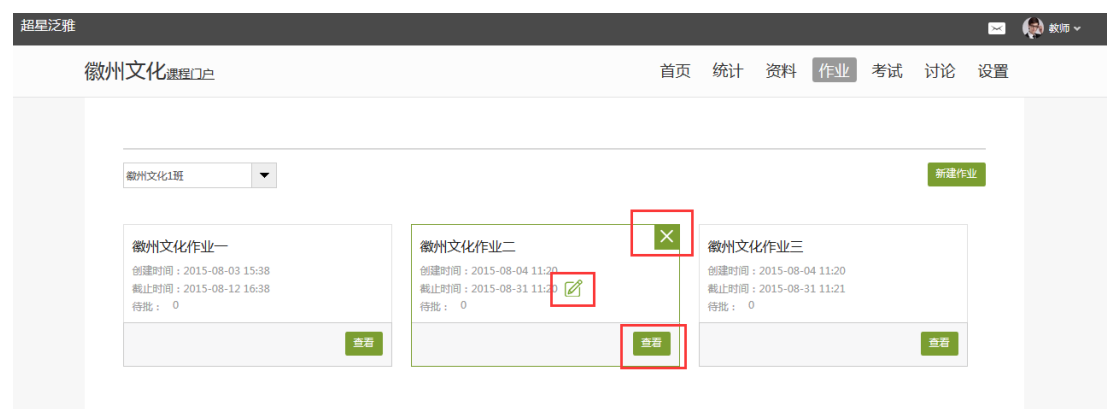 超星泛雅
教师
徽州文化课程门户
首页 统计 资料 作业 考试 讨论 设置
徽州文化1班
新建作业
徽州文化作业一
创建时间：2015-08-03 15:38
截止时间：2015-08-12 16:38
待批： 0
查看
徽州文化作业二
创建时间：2015-08-04 11:20
截止时间：2015-08-31 11:20
待批： 0
查看
徽州文化作业三
创建时间：2015-08-04 11:20
截止时间：2015-08-31 11:21
待批： 0
查看